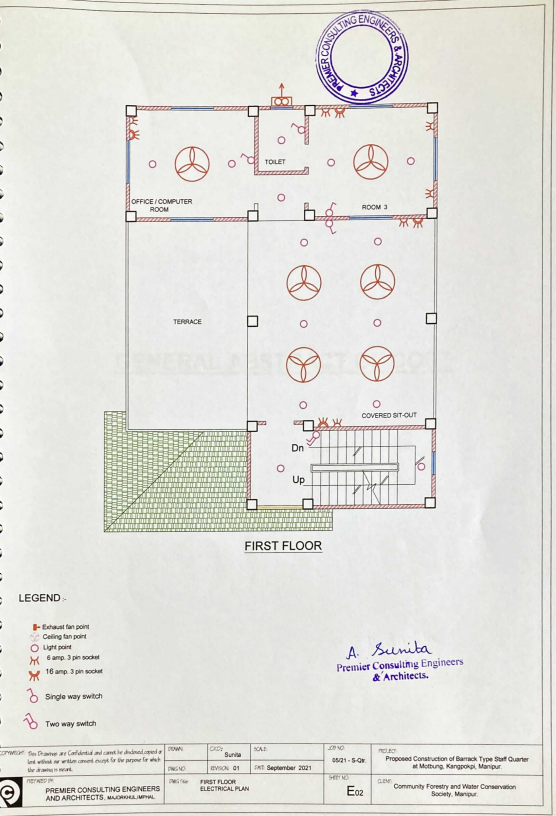 PREMIER CONSULTING ENGINEERS & ARCHITECTS
TOILET
OFFICE / COMPUTER
ROOM
ROOM 3
TERRACE
COVERED SIT-OUT
Dn
Up
FIRST FLOOR
LEGEND :-
Exhaust fan point
Ceiling fan point
Light point
6 amp. 3 pin socket
16 amp. 3 pin socket
Single way switch
Two way switch
A. Sunita
Premier Consulting Engineers
& Architects.
COPYRIGHT: This Drawings are Confidential and cannot be disclosed, copied or
lent without our written consent except for the purpose for which
the drawing is meant.
DRAWN:
CAD: Sunita
SCALE:
JOB NO.
05/21 - S-Qtr.
PROJECT:
Proposed Construction of Barrack Type Staff Quarter
at Motbung, Kangpokpi, Manipur.
DWG NO:
REVISION 01
DATE: September 2021
PREPARED BY:
PREMIER CONSULTING ENGINEERS
AND ARCHITECTS, MAJORKHUL/IMPHAL
DWG Title:
FIRST FLOOR
ELECTRICAL PLAN
SHEET NO:
E02
CLIENT:
Community Forestry and Water Conservation
Society, Manipur.